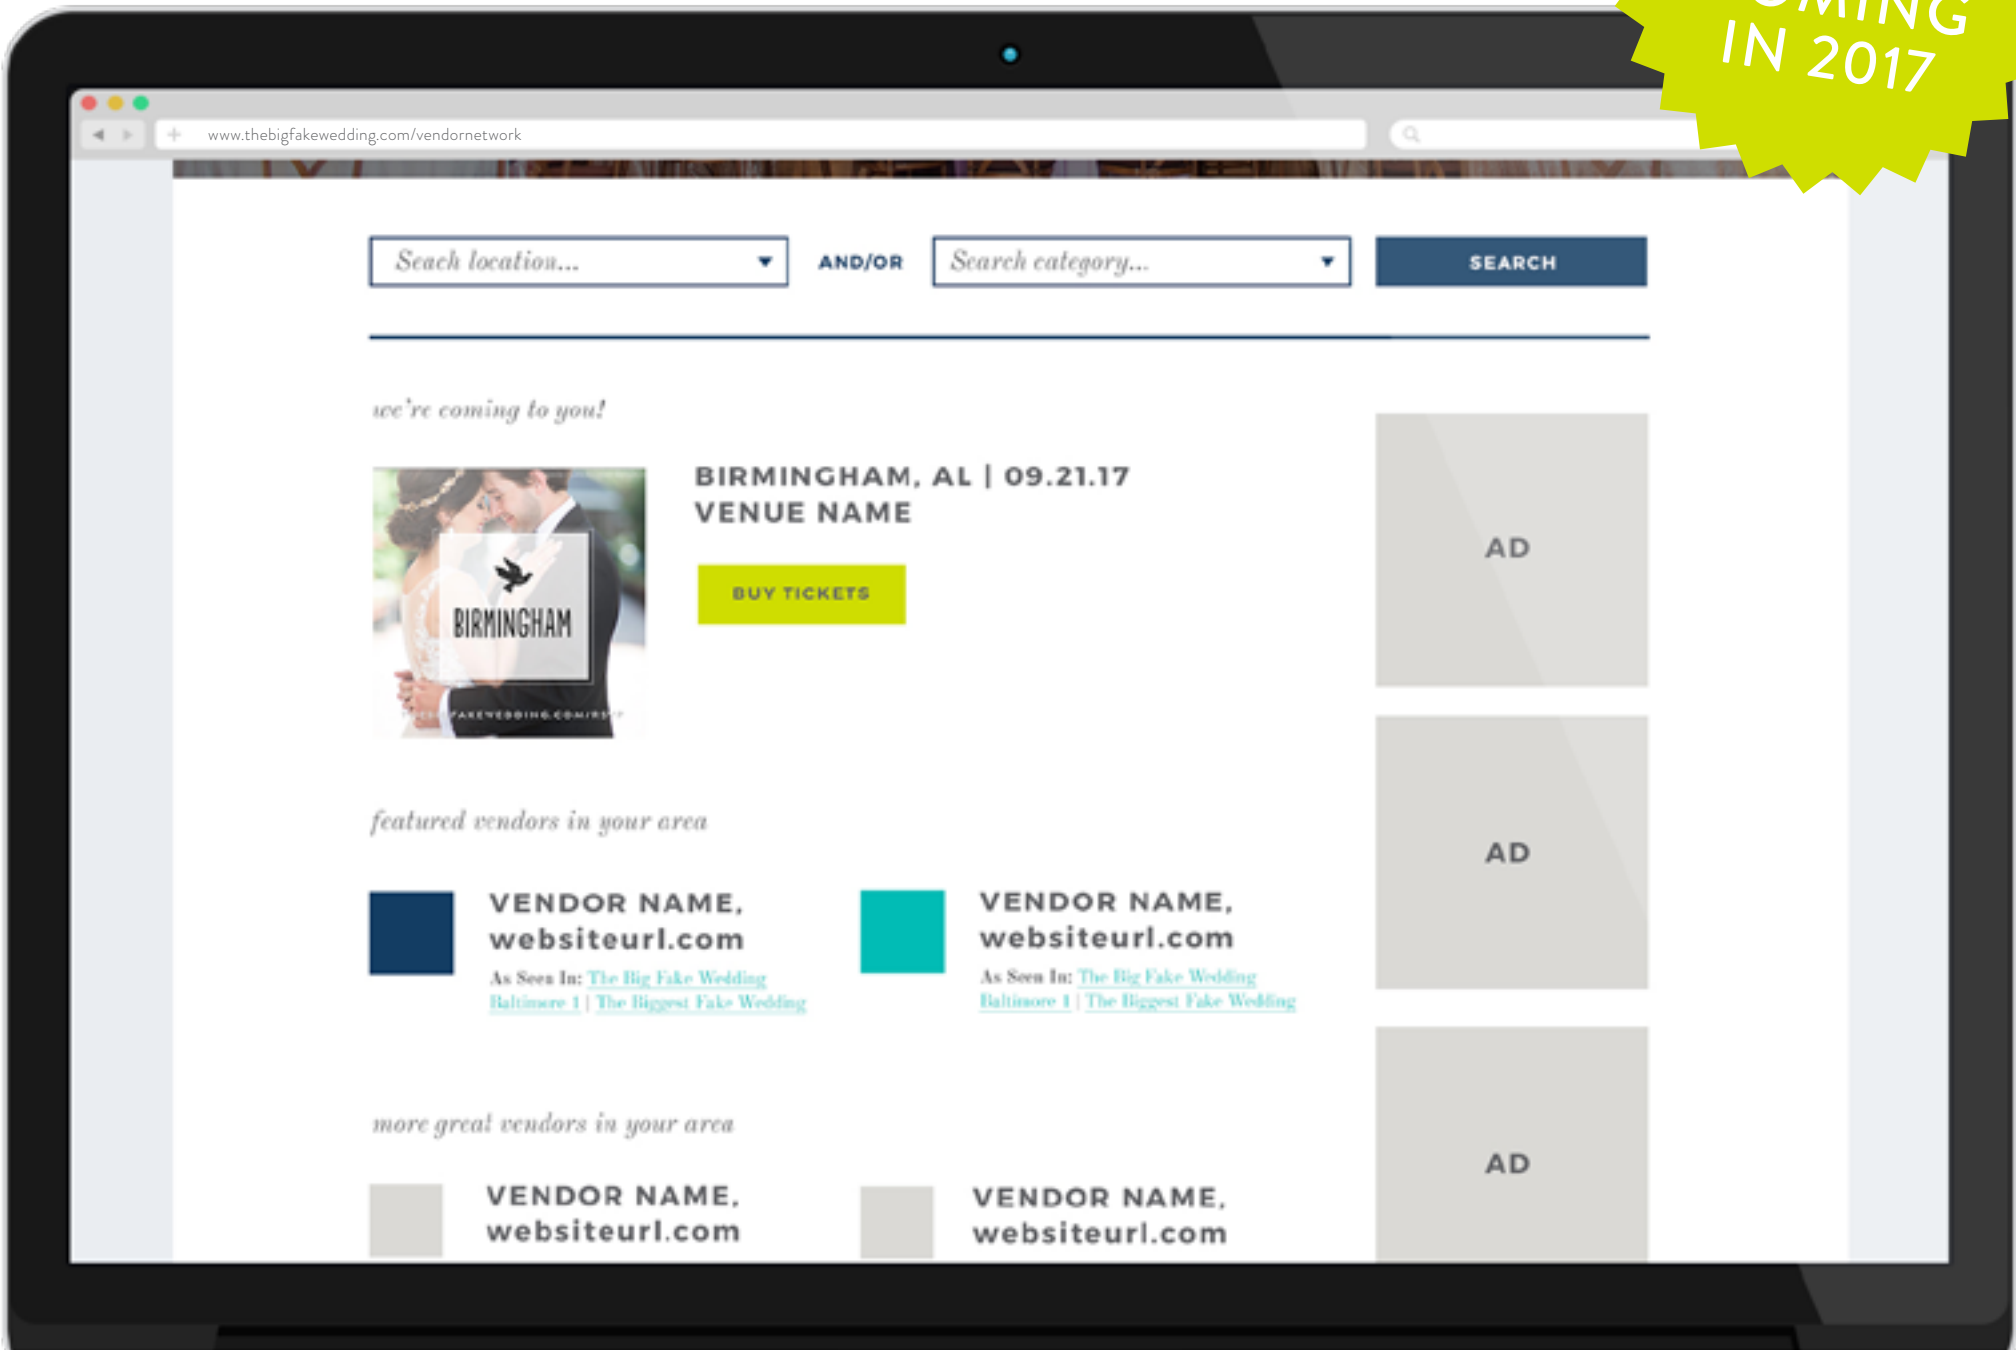 IN 2017
www.thebigfakewedding.com/vendornetwork
Seach location...
AND/OR
Search category...
SEARCH
we're coming to you!
BIRMINGHAM, AL | 09.21.17
VENUE NAME
BUY TICKETS
BIRMINGHAM
AD
featured vendors in your area
VENDOR NAME,
websiteurl.com
As Seen In: The Big Fake Wedding
Baltimore 1 | The Biggest Fake Wedding
VENDOR NAME,
websiteurl.com
As Seen In: The Big Fake Wedding
Baltimore 1 | The Biggest Fake Wedding
AD
more great vendors in your area
VENDOR NAME,
websiteurl.com
VENDOR NAME,
websiteurl.com
AD